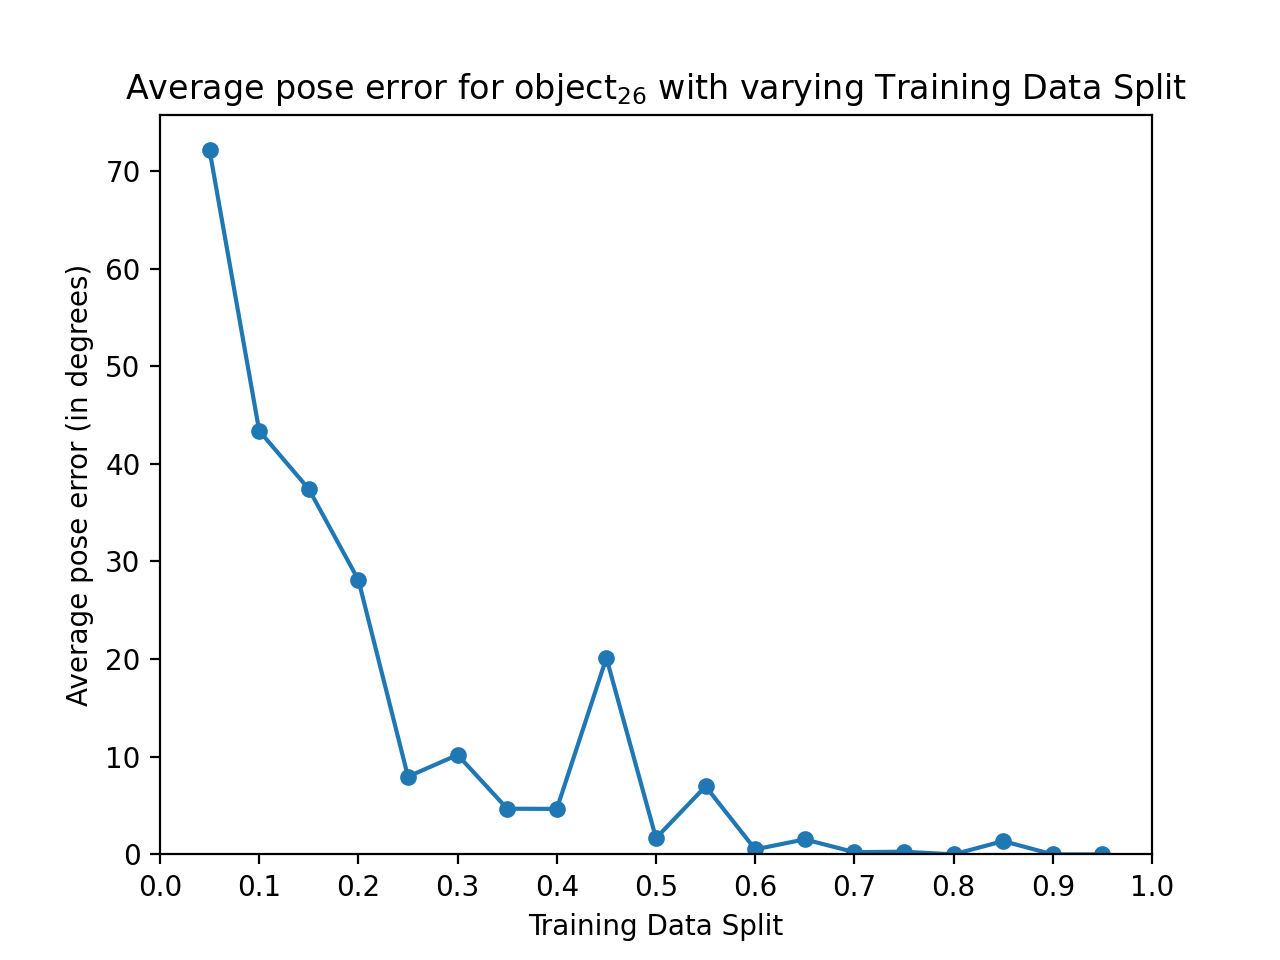 Average pose error for object₂₆ with varying Training Data Split
Average pose error (in degrees)
70
60
50
40
30
20
10
0
0.0 0.1 0.2 0.3 0.4 0.5 0.6 0.7 0.8 0.9 1.0
Training Data Split